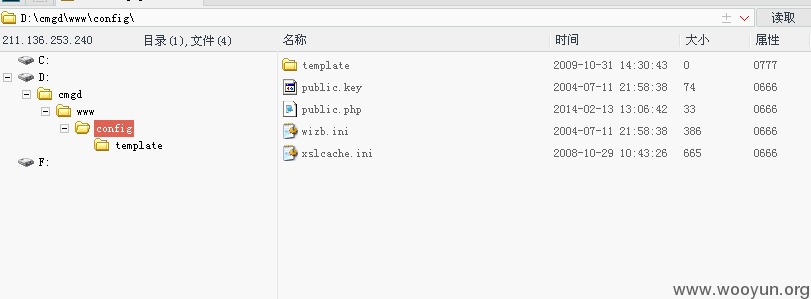 D:\cmgd\www\config\
读取
211.136.253.240 目录(1),文件(4)
名称 时间 大小 属性
C:
D:
cmgd
www
config
template
F:
template 2009-10-31 14:30:43 0 0777
public.key 2004-07-11 21:58:38 74 0666
public.php 2014-02-13 13:06:42 33 0666
wizb.ini 2004-07-11 21:58:38 386 0666
xslcache.ini 2008-10-29 10:43:26 665 0666
www.wooyun.org